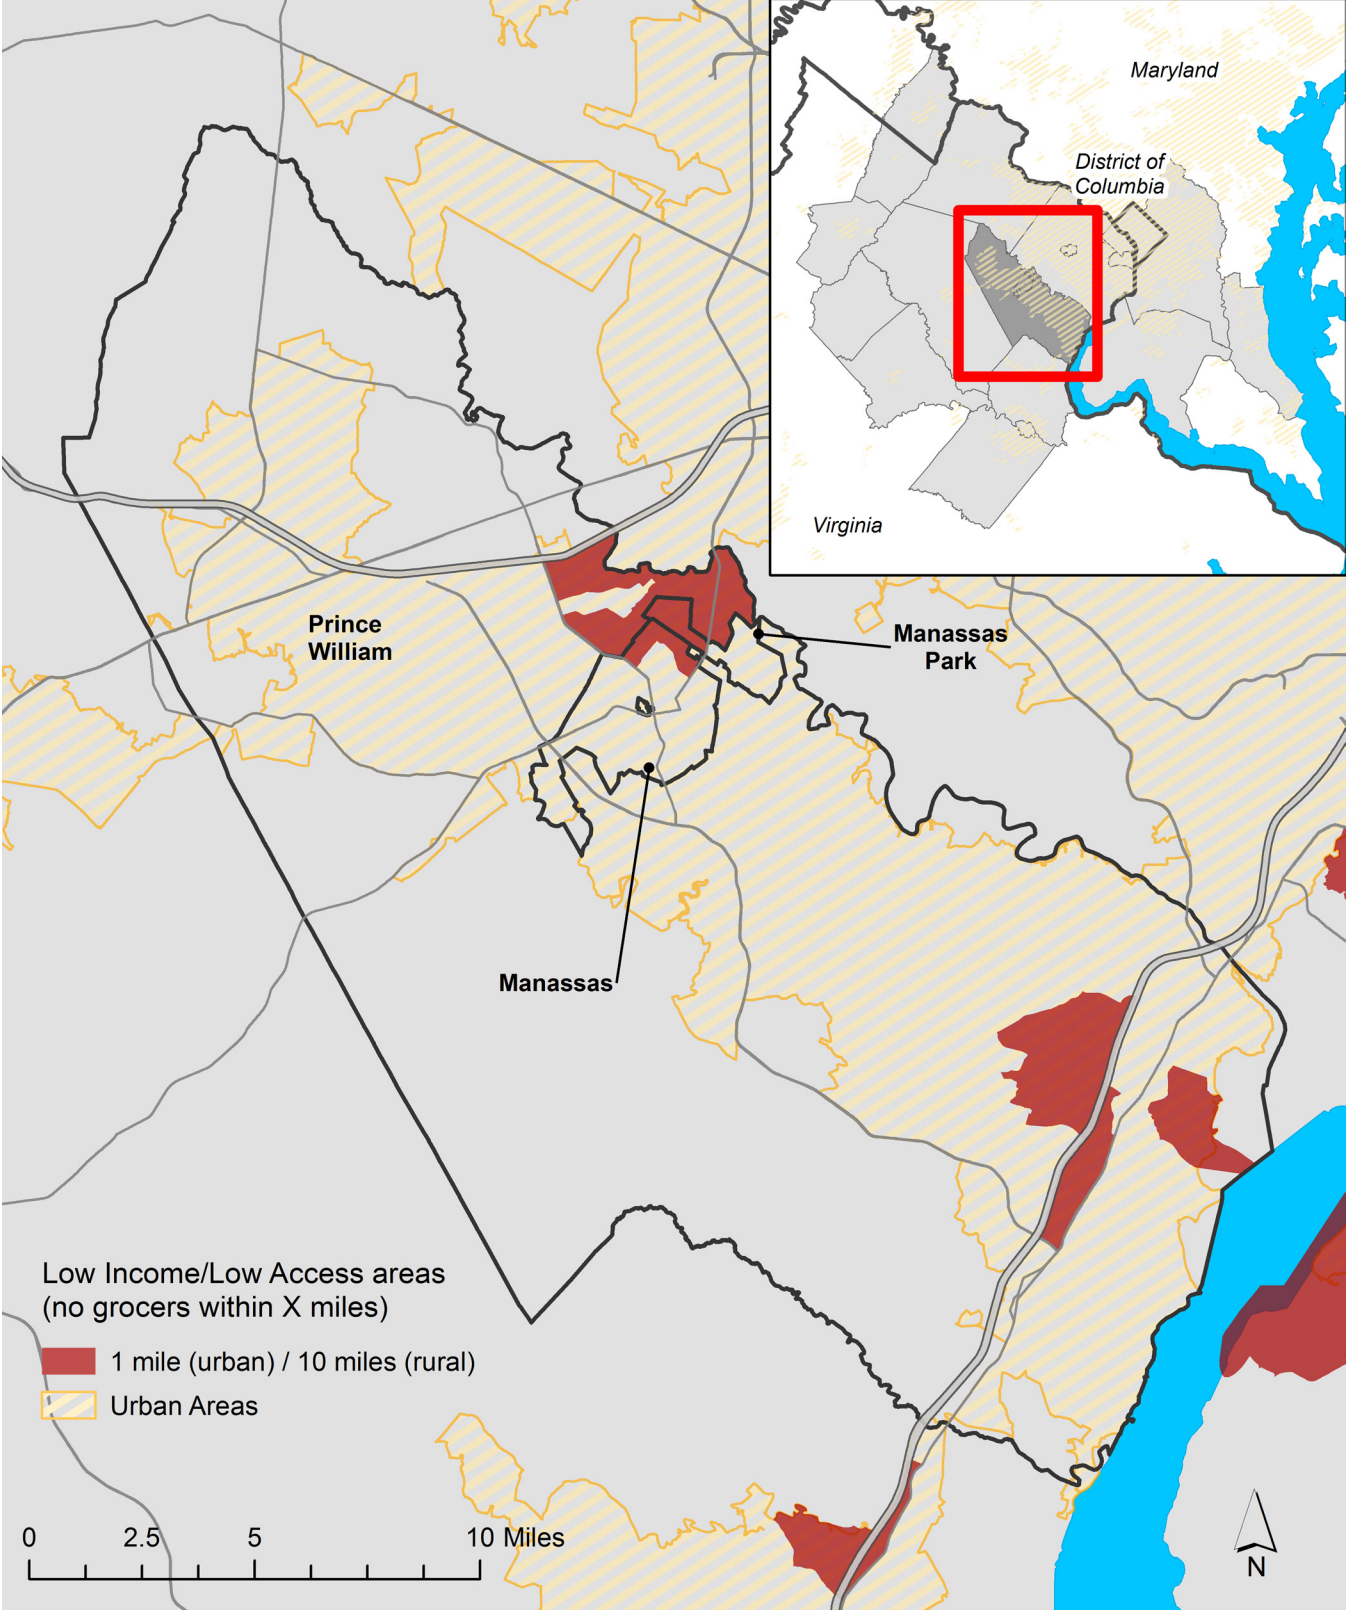 Maryland
District of
Columbia
Virginia
Prince
William
Manassas
Park
Manassas
Low Income/Low Access areas
(no grocers within X miles)
1 mile (urban) / 10 miles (rural)
Urban Areas
0 2.5 5 10 Miles
N